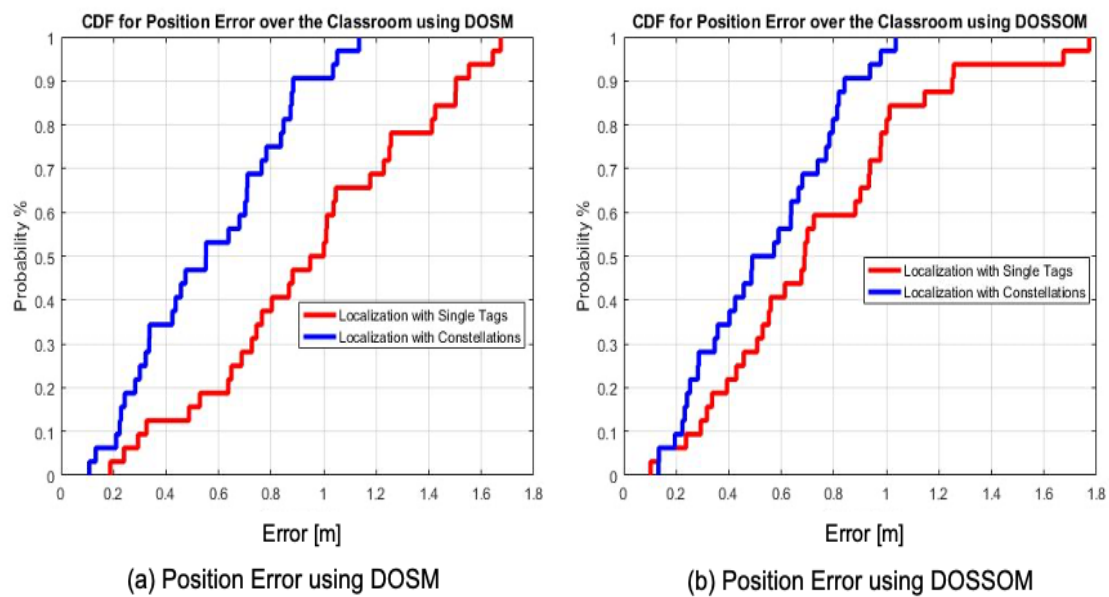 CDF for Position Error over the Classroom using DOSM
1
0.9
0.8
0.7
0.6
0.5
0.4
0.3
0.2
0.1
0
Probability %
Localization with Single Tags
Localization with Constellations
0 0.2 0.4 0.6 0.8 1 1.2 1.4 1.6 1.8
Error [m]
(a) Position Error using DOSM
CDF for Position Error over the Classroom using DOSSOM
1
0.9
0.8
0.7
0.6
0.5
0.4
0.3
0.2
0.1
0
Probability %
Localization with Single Tags
Localization with Constellations
0 0.2 0.4 0.6 0.8 1 1.2 1.4 1.6 1.8
Error [m]
(b) Position Error using DOSSOM